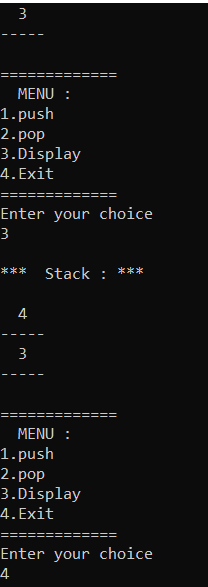 3
-----

=============
  MENU :
1.push
2.pop
3.Display
4.Exit
=============
Enter your choice
3

***  Stack : ***

  4
-----
  3
-----

=============
  MENU :
1.push
2.pop
3.Display
4.Exit
=============
Enter your choice
4